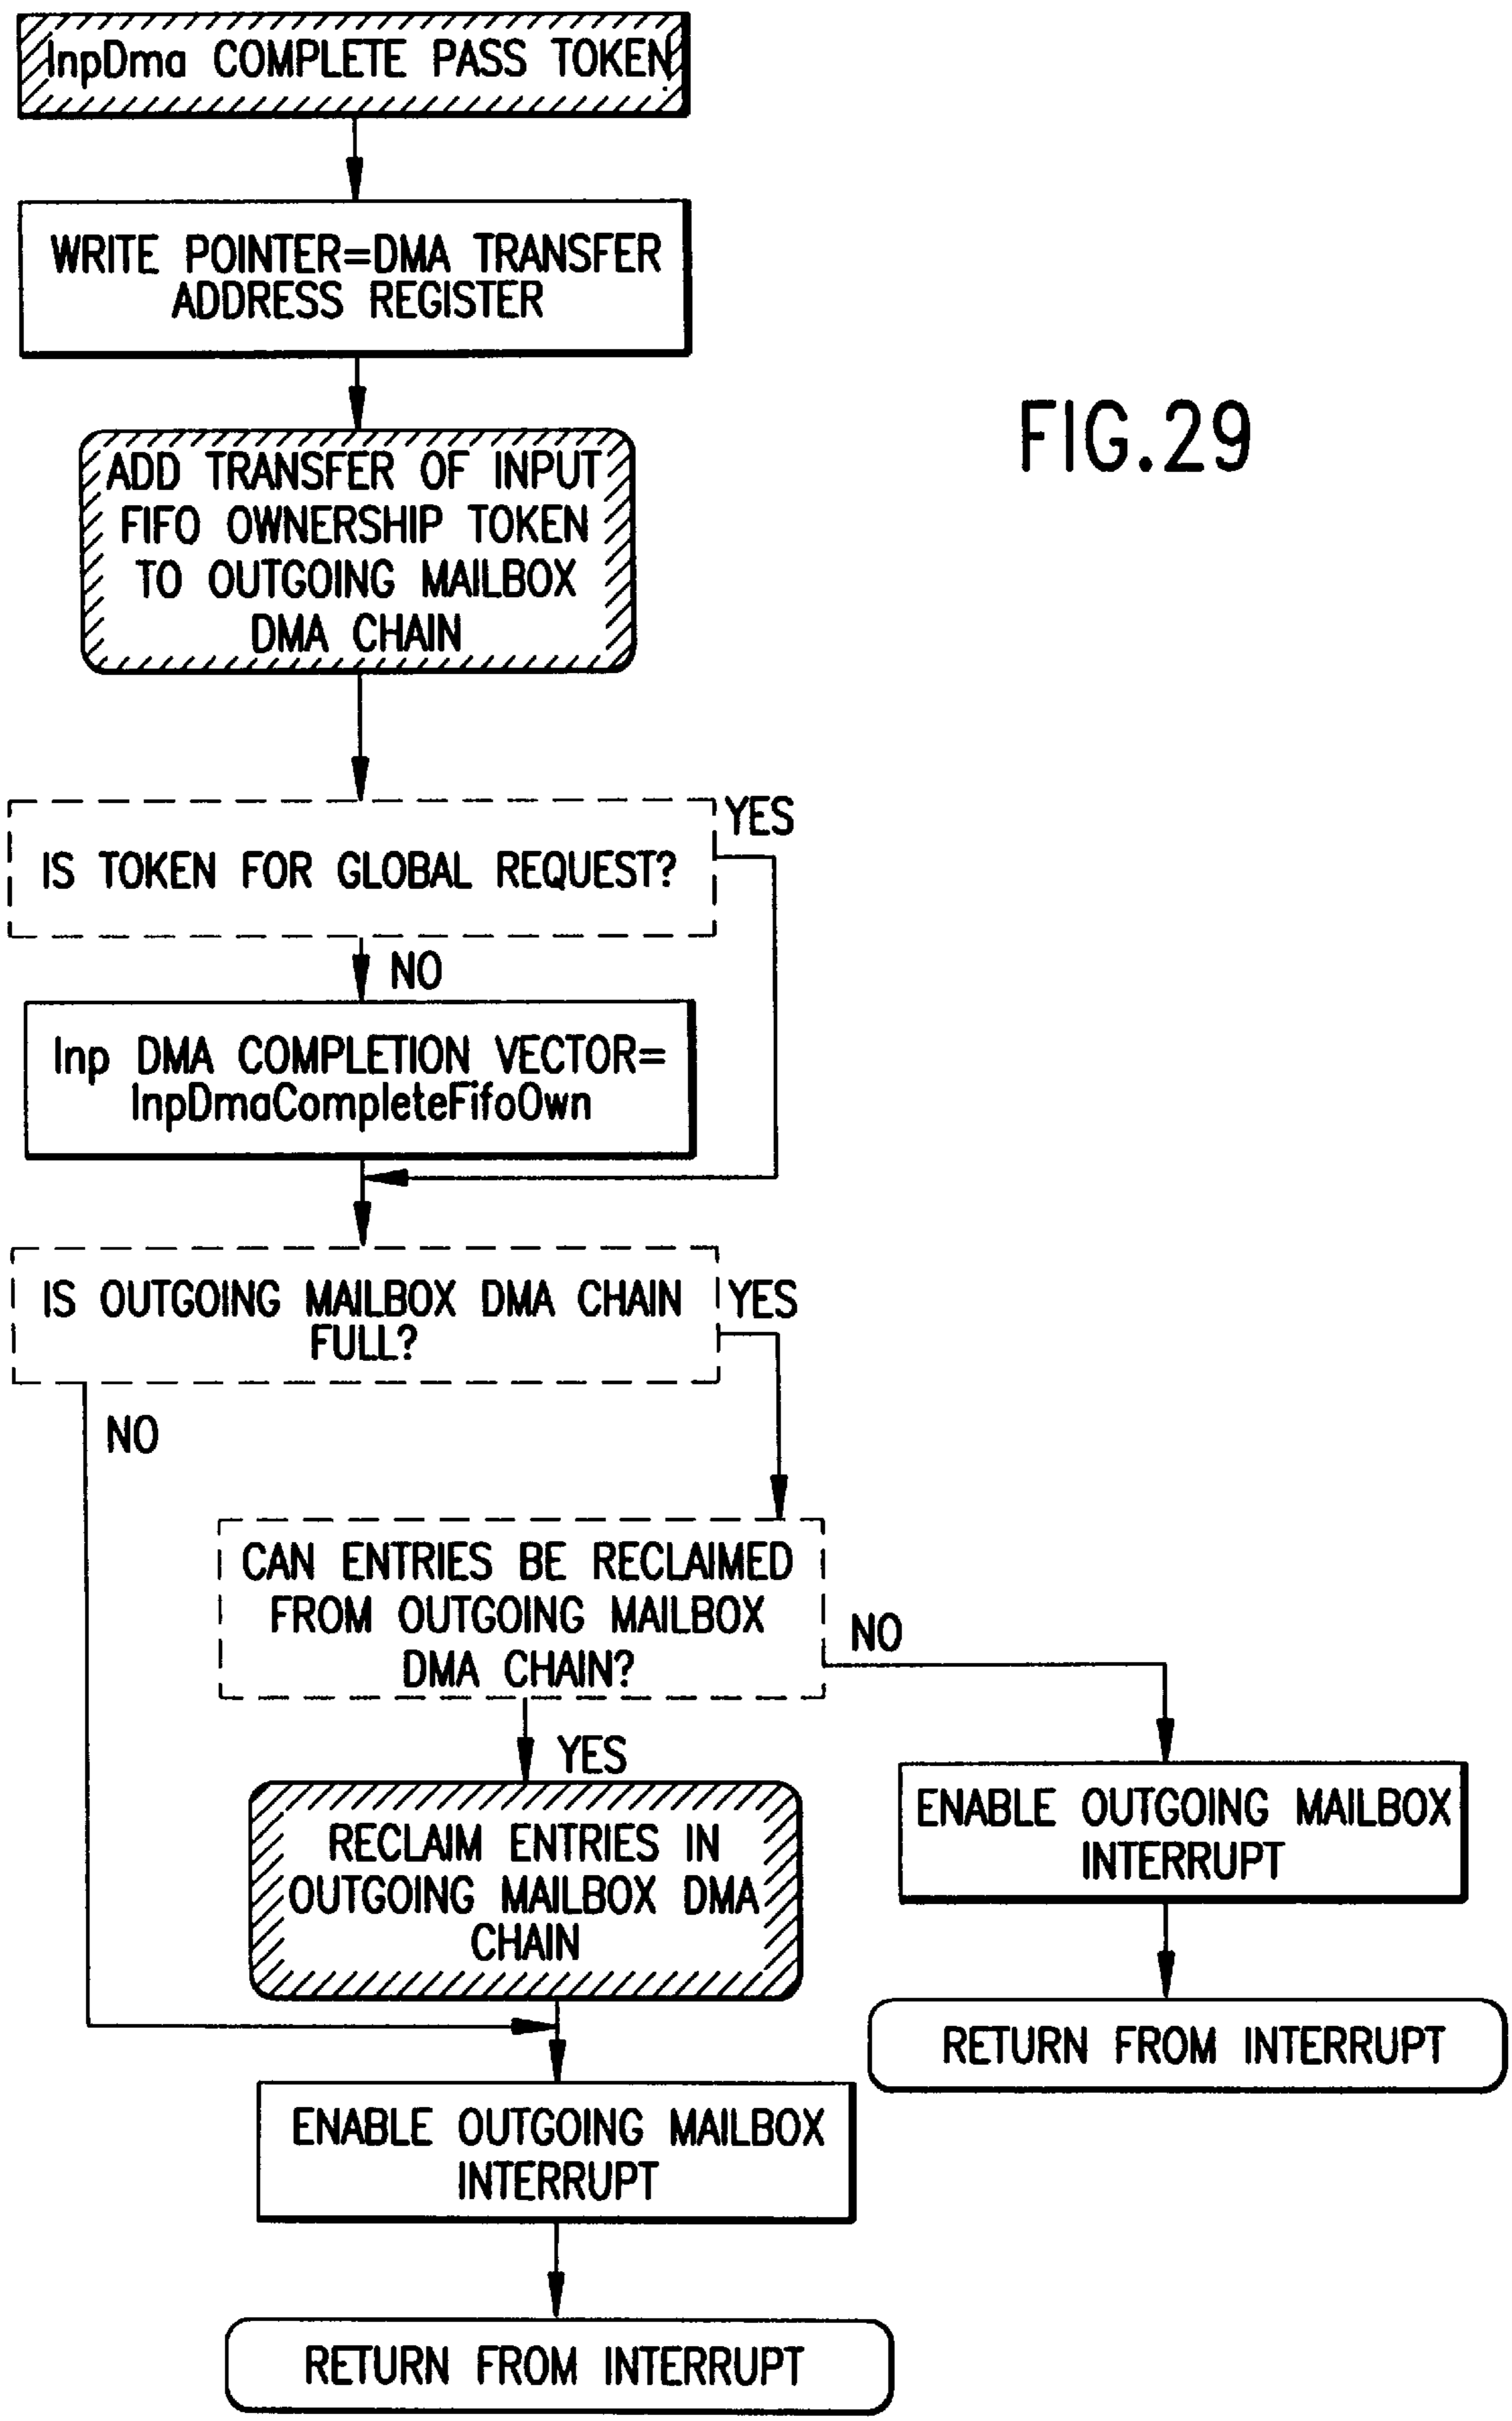 InpDma COMPLETE PASS TOKEN
WRITE POINTER=DMA TRANSFER
ADDRESS REGISTER
FIG.29
ADD TRANSFER OF INPUT
FIFO OWNERSHIP TOKEN
TO OUTGOING MAILBOX
DMA CHAIN
YES
IS TOKEN FOR GLOBAL REQUEST?
NO
Inp DMA COMPLETION VECTOR=
InpDmaCompleteFifoOwn
IS OUTGOING MAILBOX DMA CHAIN
FULL?
YES
NO
CAN ENTRIES BE RECLAIMED
FROM OUTGOING MAILBOX
DMA CHAIN?
NO
YES
RECLAIM ENTRIES IN
OUTGOING MAILBOX DMA
CHAIN
ENABLE OUTGOING MAILBOX
INTERRUPT
RETURN FROM INTERRUPT
ENABLE OUTGOING MAILBOX
INTERRUPT
RETURN FROM INTERRUPT